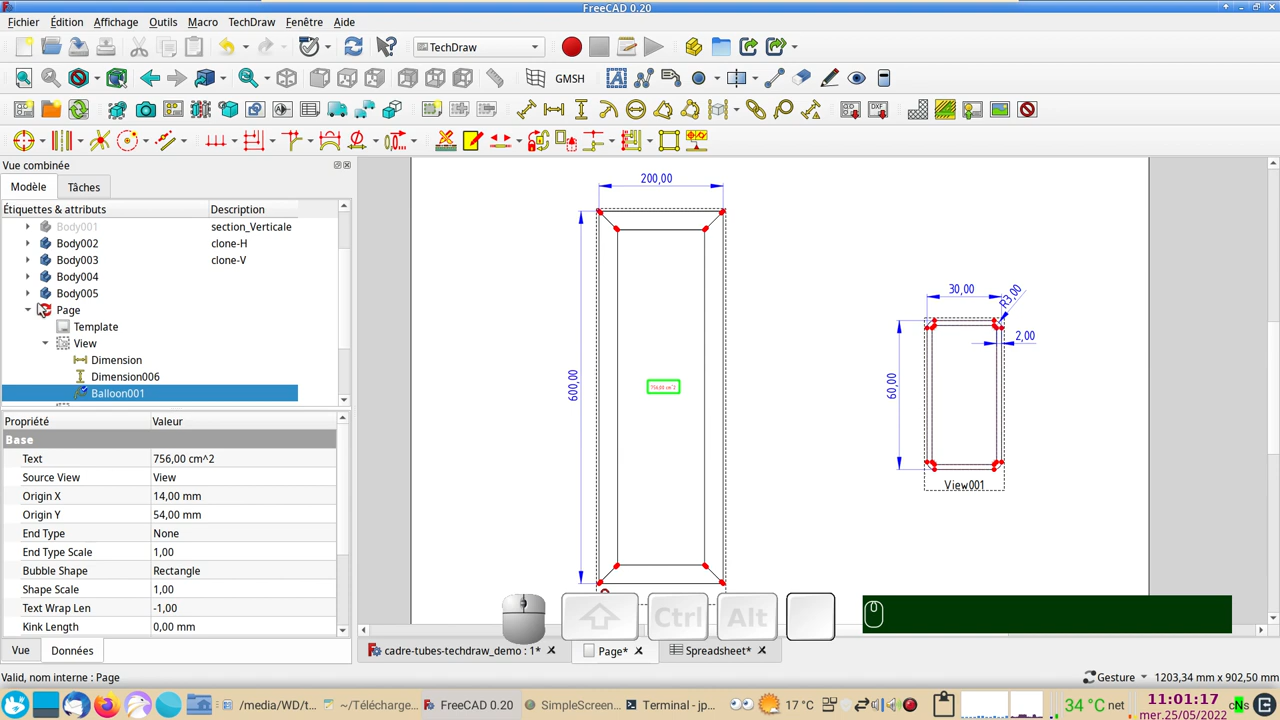 FreeCAD 0.20
Fichier Édition Affichage Outils Macro TechDraw Fenêtre Aide
TechDraw
GMSH
Vue combinée
Modèle Tâches
Étiquettes & attributs Description
Body001 section_Verticale
Body002 clone-H
Body003 clone-V
Body004
Body005
Page
Template
View
Dimension
Dimension006
Balloon001
Propriété Valeur
Base
Text 756,00 cm^2
Source View View
Origin X 14,00 mm
Origin Y 54,00 mm
End Type None
End Type Scale 1,00
Bubble Shape Rectangle
Shape Scale 1,00
Text Wrap Len -1,00
Kink Length 0,00 mm
Vue Données
200,00
600,00
756,00 cm^2
30,00
R3,00
2,00
60,00
View001
Ctrl Alt
cadre-tubes-techdraw_demo : 1* Page* Spreadsheet*
Valid, nom interne : Page
Gesture 1203,34 mm x 902,50 mm
/media/WD/t... ~/Télécharge... FreeCAD 0.20 SimpleScreen... Terminal - jp...
17 °C
34 °C net
11:01:17
mer.25/05/2022
cNs